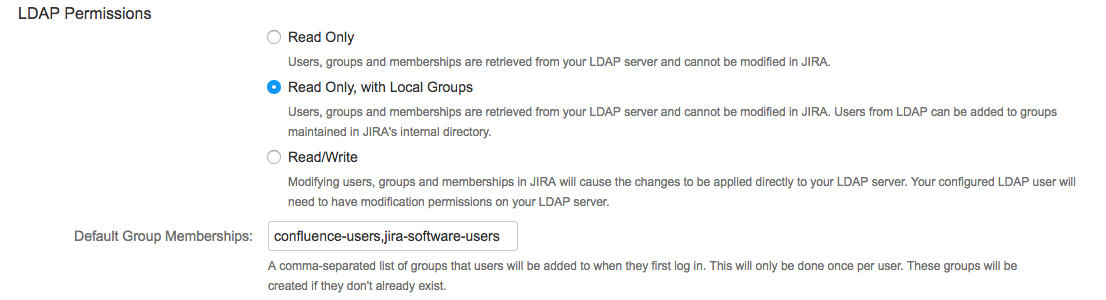 LDAP Permissions
Read Only
Users, groups and memberships are retrieved from your LDAP server and cannot be modified in JIRA.
Read Only, with Local Groups
Users, groups and memberships are retrieved from your LDAP server and cannot be modified in JIRA. Users from LDAP can be added to groups
maintained in JIRA's internal directory.
Read/Write
Modifying users, groups and memberships in JIRA will cause the changes to be applied directly to your LDAP server. Your configured LDAP user will
need to have modification permissions on your LDAP server.
Default Group Memberships: confluence-users,jira-software-users
A comma-separated list of groups that users will be added to when they first log in. This will only be done once per user. These groups will be
created if they don't already exist.